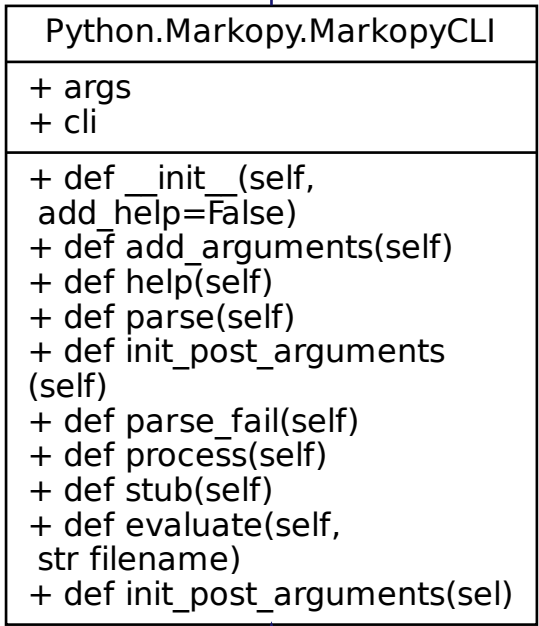 Python.Markopy.MarkopyCLI
+ args
+ cli
+ def __init__(self,
add_help=False)
+ def add_arguments(self)
+ def help(self)
+ def parse(self)
+ def init_post_arguments
(self)
+ def parse_fail(self)
+ def process(self)
+ def stub(self)
+ def evaluate(self,
str filename)
+ def init_post_arguments(sel)